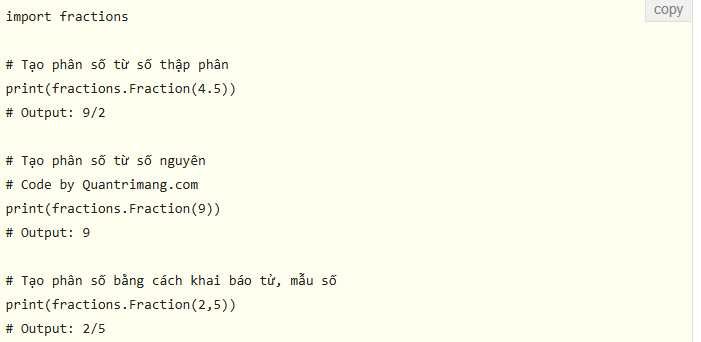 copy
import fractions
# Tạo phân số từ số thập phân
print(fractions.Fraction(4.5))
# Output: 9/2
# Tạo phân số từ số nguyên
# Code by Quantrimang.com
print(fractions.Fraction(9))
# Output: 9
# Tạo phân số bằng cách khai báo tử, mẫu số
print(fractions.Fraction(2,5))
# Output: 2/5